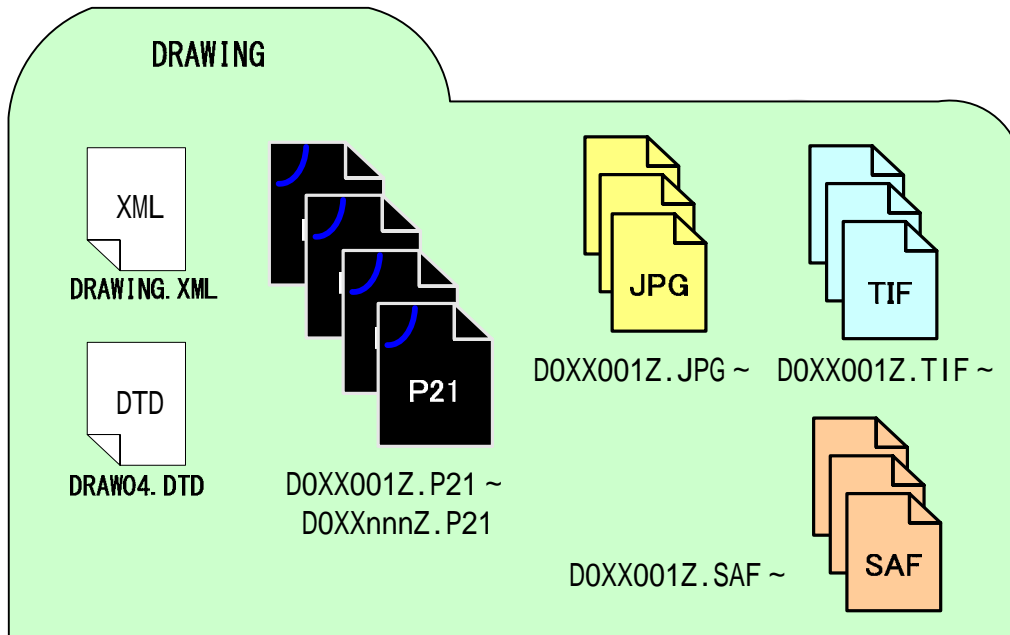 DRAWING
XML
DRAWING.XML
DTD
DRAW04.DTD
P21
D0XX001Z.P21 ~
D0XXnnnZ.P21
JPG
D0XX001Z.JPG ~
TIF
D0XX001Z.TIF ~
SAF
D0XX001Z.SAF ~